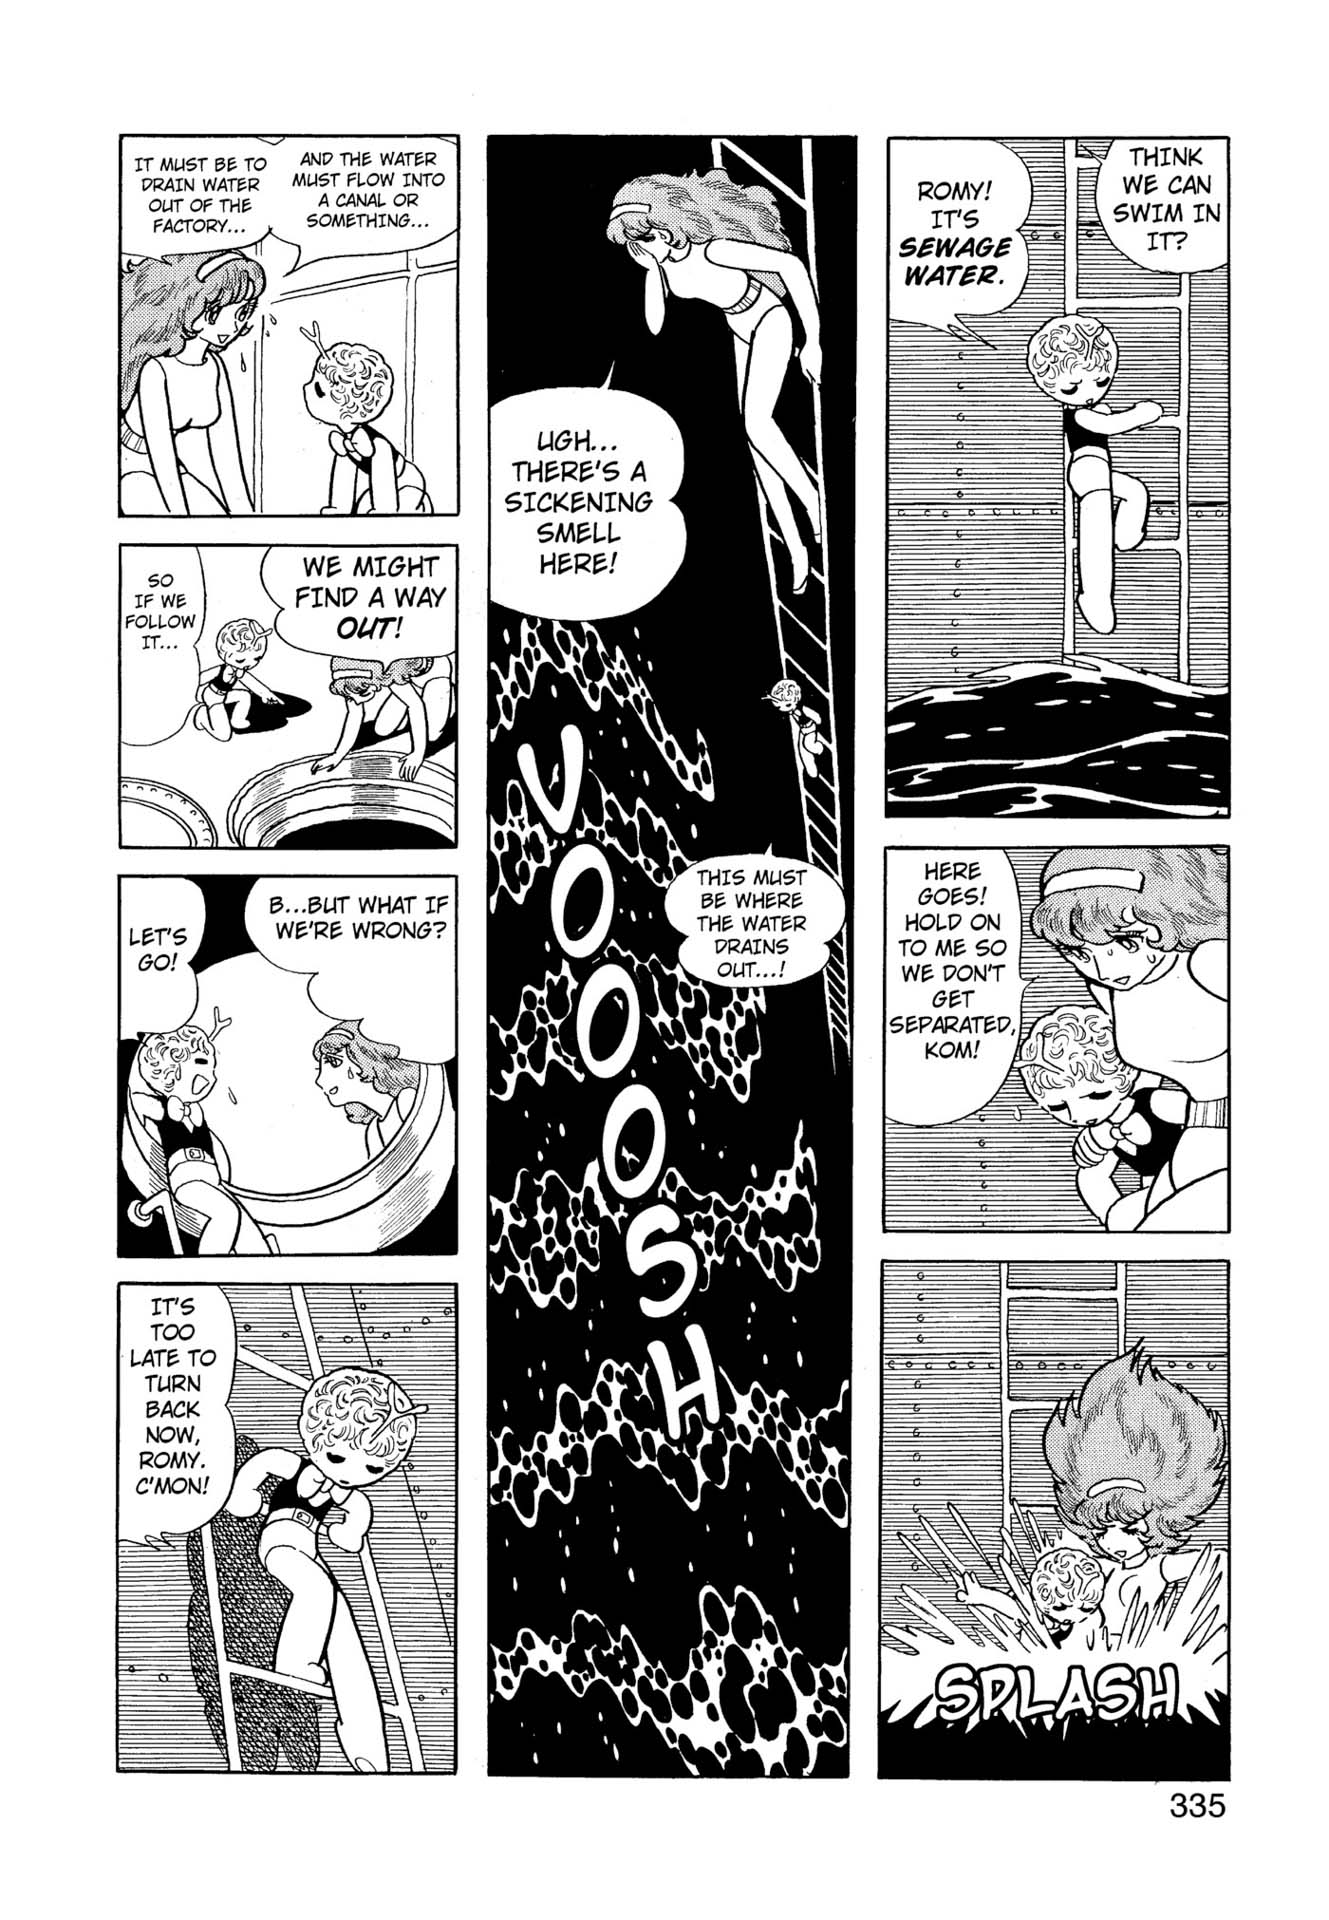 IT MUST BE TO
DRAIN WATER
OUT OF THE
FACTORY...
AND THE WATER
MUST FLOW INTO
A CANAL OR
SOMETHING...
SO
IF WE
FOLLOW
IT...
WE MIGHT
FIND A WAY
OUT!
LET'S
GO!
B...BUT WHAT IF
WE'RE WRONG?
IT'S
TOO
LATE TO
TURN
BACK
NOW,
ROMY.
C'MON!
UGH...
THERE'S A
SICKENING
SMELL
HERE!
VOOOOSH
THIS MUST
BE WHERE
THE WATER
DRAINS
OUT...!
ROMY!
IT'S
SEWAGE
WATER.
THINK
WE CAN
SWIM IN
IT?
HERE
GOES!
HOLD ON
TO ME SO
WE DON'T
GET
SEPARATED,
KOM!
SPLASH
335